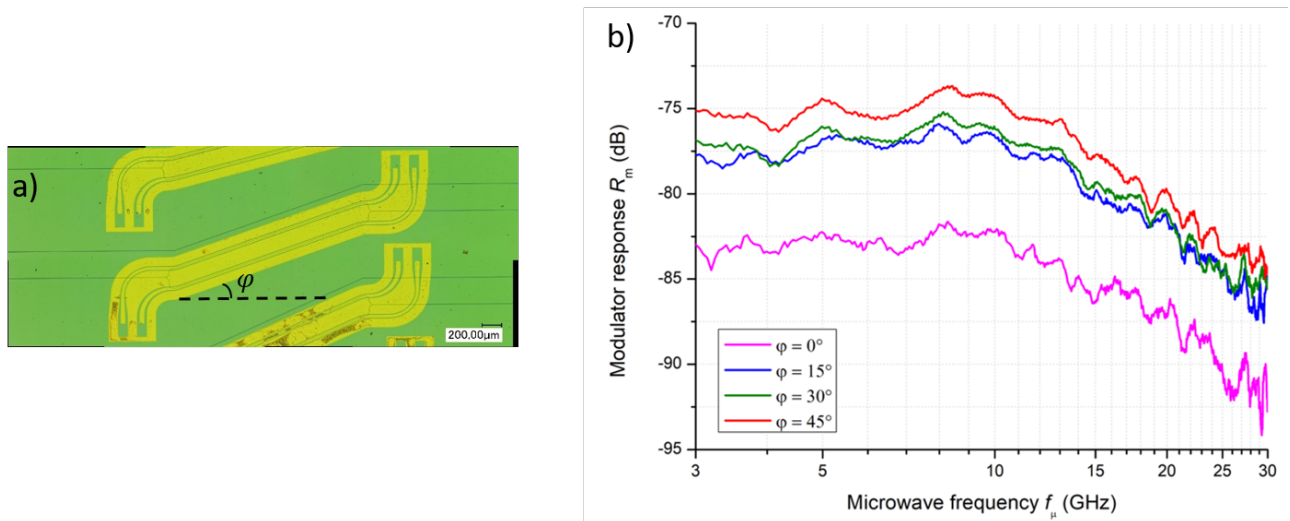 a)
φ
200.00μm
b)
-70
-75
-80
-85
-90
-95
Modulator response Rm (dB)
φ = 0°
φ = 15°
φ = 30°
φ = 45°
3
5
10
15
20
25
30
Microwave frequency fμ (GHz)